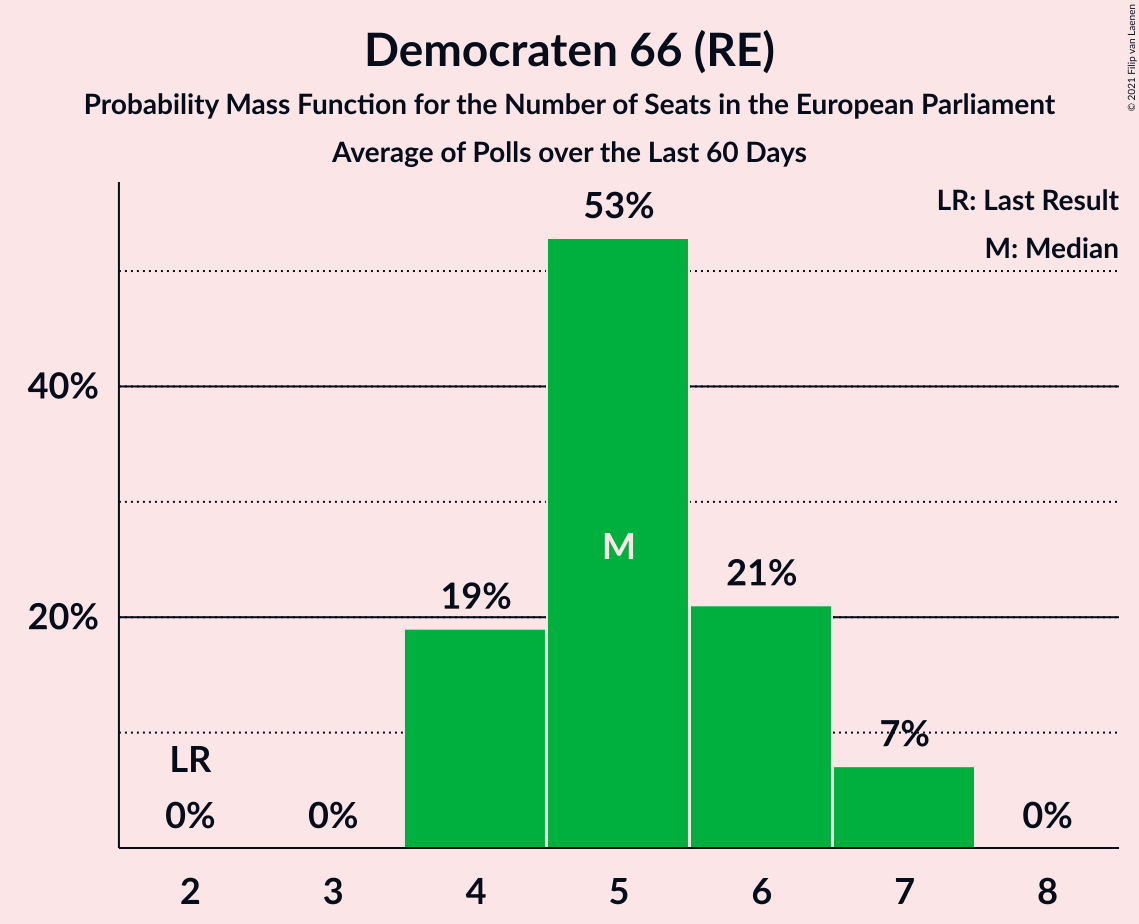 Democraten 66 (RE)
Probability Mass Function for the Number of Seats in the European Parliament
Average of Polls over the Last 60 Days
© 2021 Filip van Laenen
LR: Last Result
M: Median
53%
40%
M
21%
19%
20%
7%
LR
0%
0%
0%
2
3
4
5
6
7
8